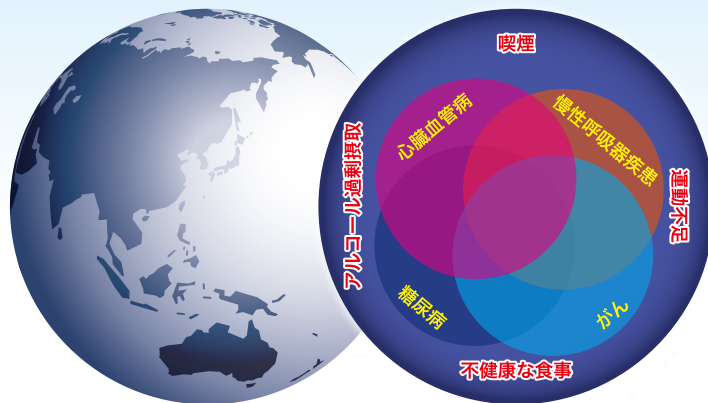 喫煙
心臓血管病
慢性呼吸器疾患
アルコール過剰摂取
運動不足
糖尿病
がん
不健康な食事